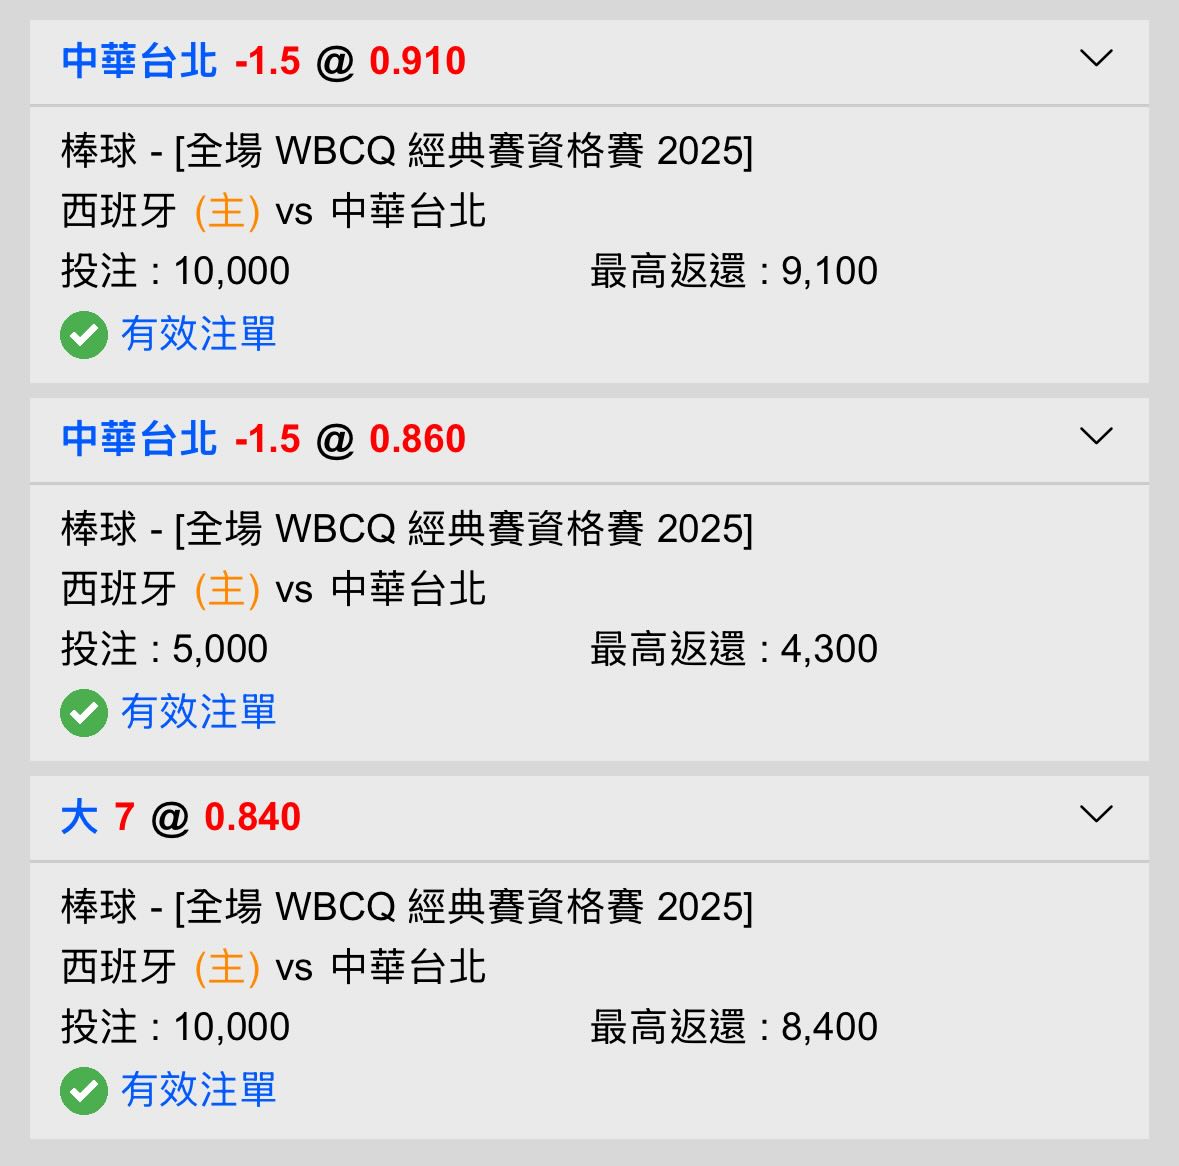 中華台北 -1.5 @ 0.910
棒球 - [全場 WBCQ 經典賽資格賽 2025]
西班牙 (主) vs 中華台北
投注 : 10,000 最高返還 : 9,100
有效注單
中華台北 -1.5 @ 0.860
棒球 - [全場 WBCQ 經典賽資格賽 2025]
西班牙 (主) vs 中華台北
投注 : 5,000 最高返還 : 4,300
有效注單
大 7 @ 0.840
棒球 - [全場 WBCQ 經典賽資格賽 2025]
西班牙 (主) vs 中華台北
投注 : 10,000 最高返還 : 8,400
有效注單